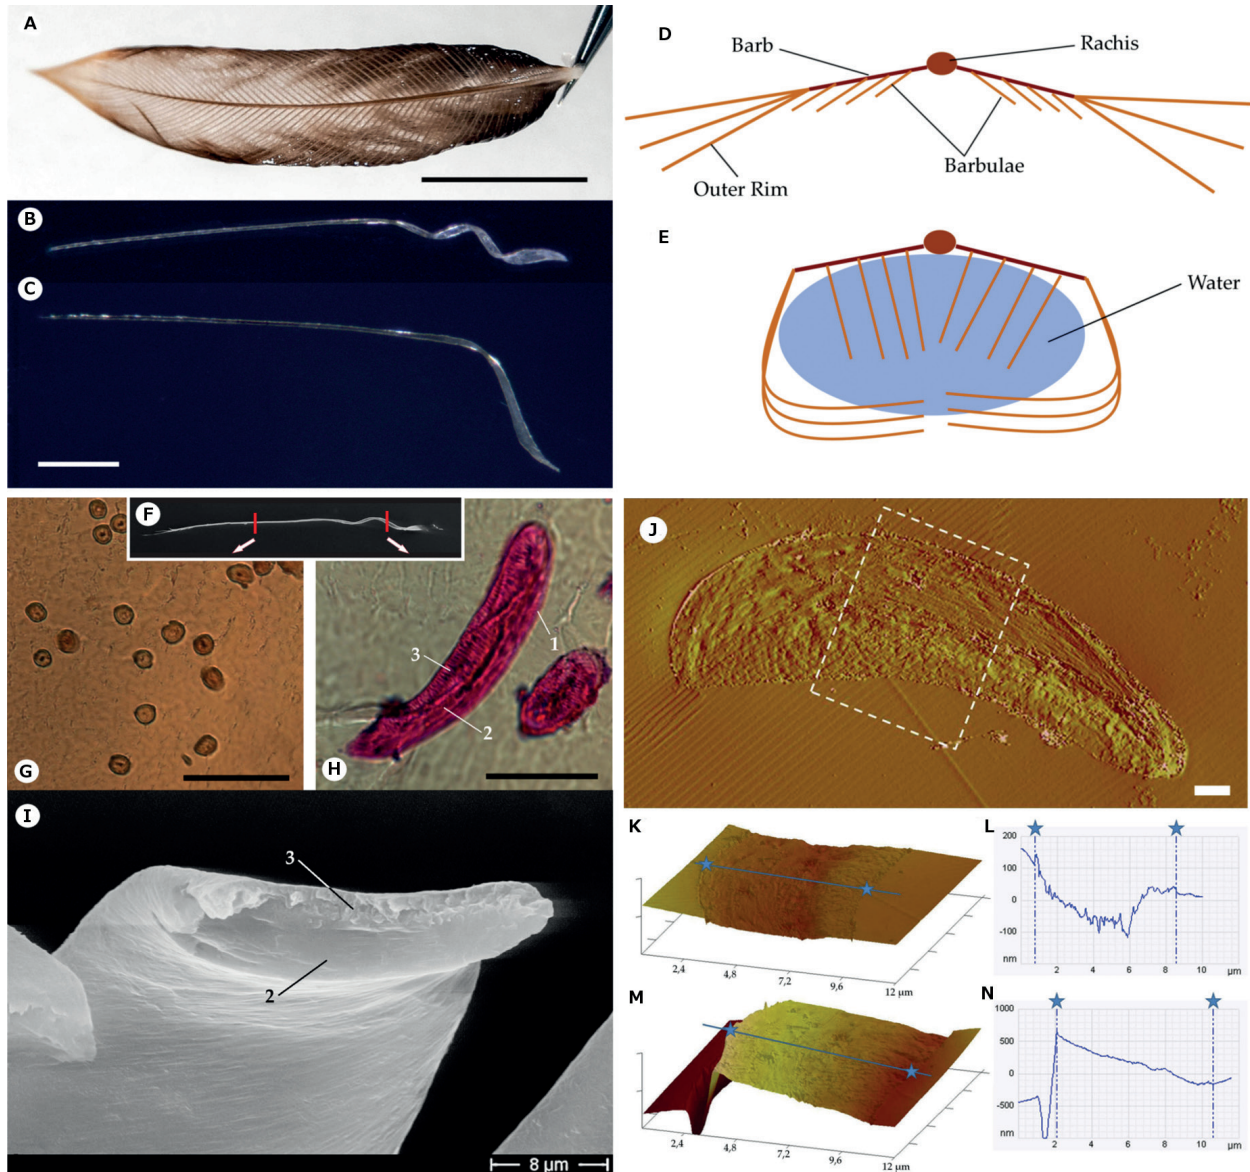 A
B
C
D
Barb
Rachis
Barbulae
Outer Rim
E
Water
F
G
H
1
3
2
I
3
2
8 µm
J
K
2,4
4,8
7,2
9,6
12 µm
L
200
100
0
-100
nm
2
4
6
8
10
µm
M
2,4
4,8
7,2
9,6
12 µm
N
1000
500
0
-500
nm
2
4
6
8
10
µm